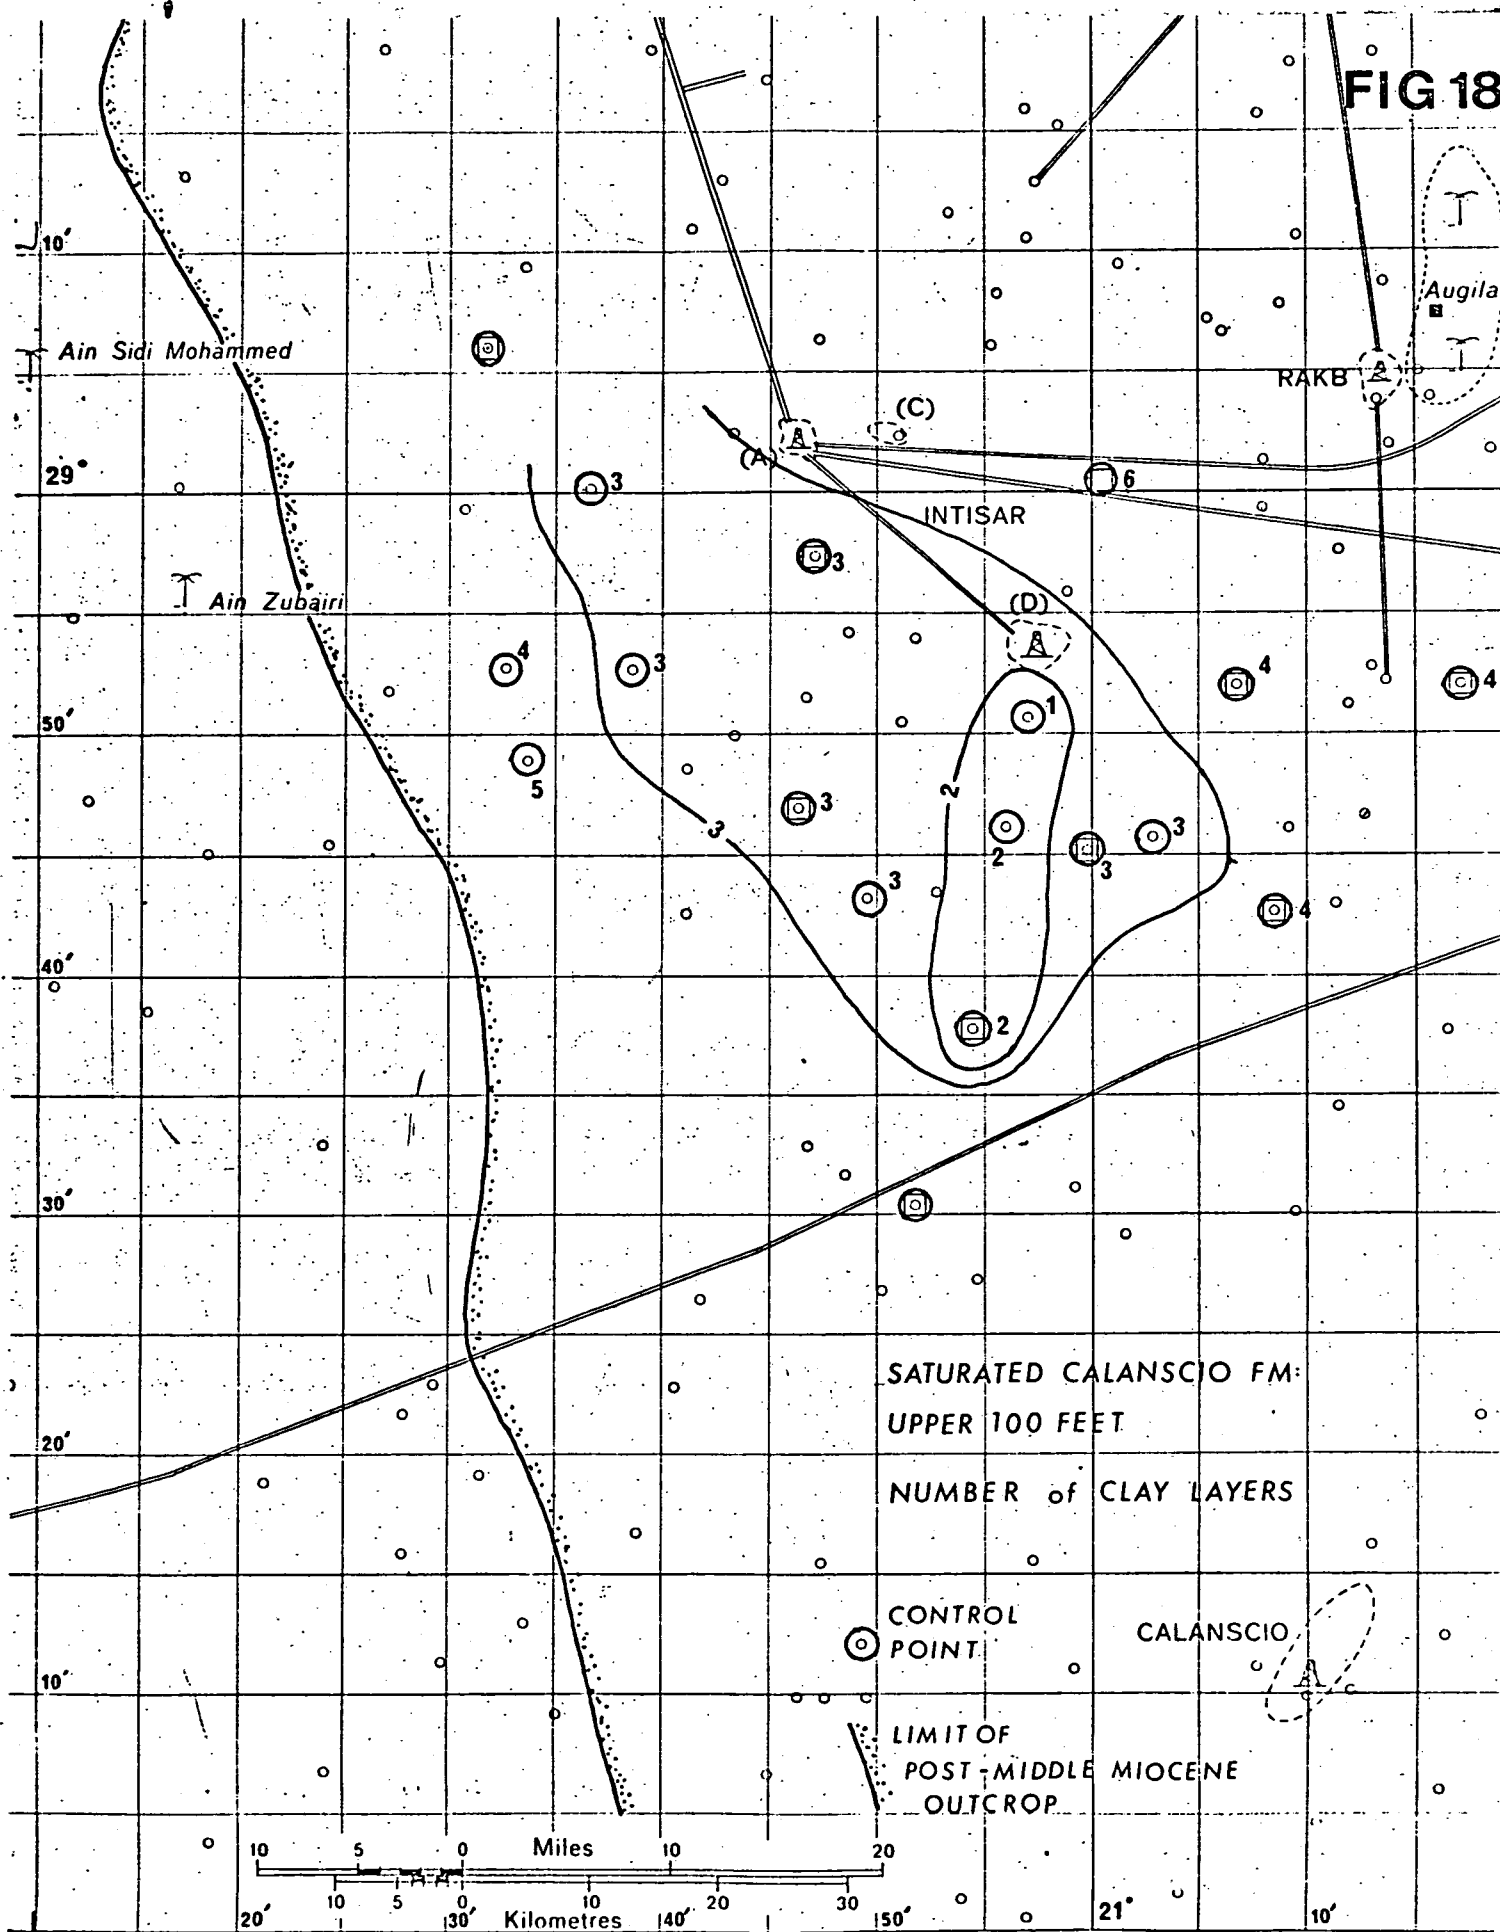 FIG 18
10′
Augila
Ain Sidi Mohammed
RAKB
(C)
(A)
29°
3
6
INTISAR
3
Ain Zubairi
(D)
4
3
4
4
1
50′
5
2
3
3
3
2
3
3
4
40′
2
30′
SATURATED CALANSCIO FM:
UPPER 100 FEET
20′
NUMBER of CLAY LAYERS
CONTROL
POINT
CALANSCIO
10′
LIMIT OF
POST-MIDDLE MIOCENE
OUTCROP
10 5 0 Miles 10 20
10 5 0 10 20 30
20′ 30′ Kilometres 40′ 50′ 21° 10′